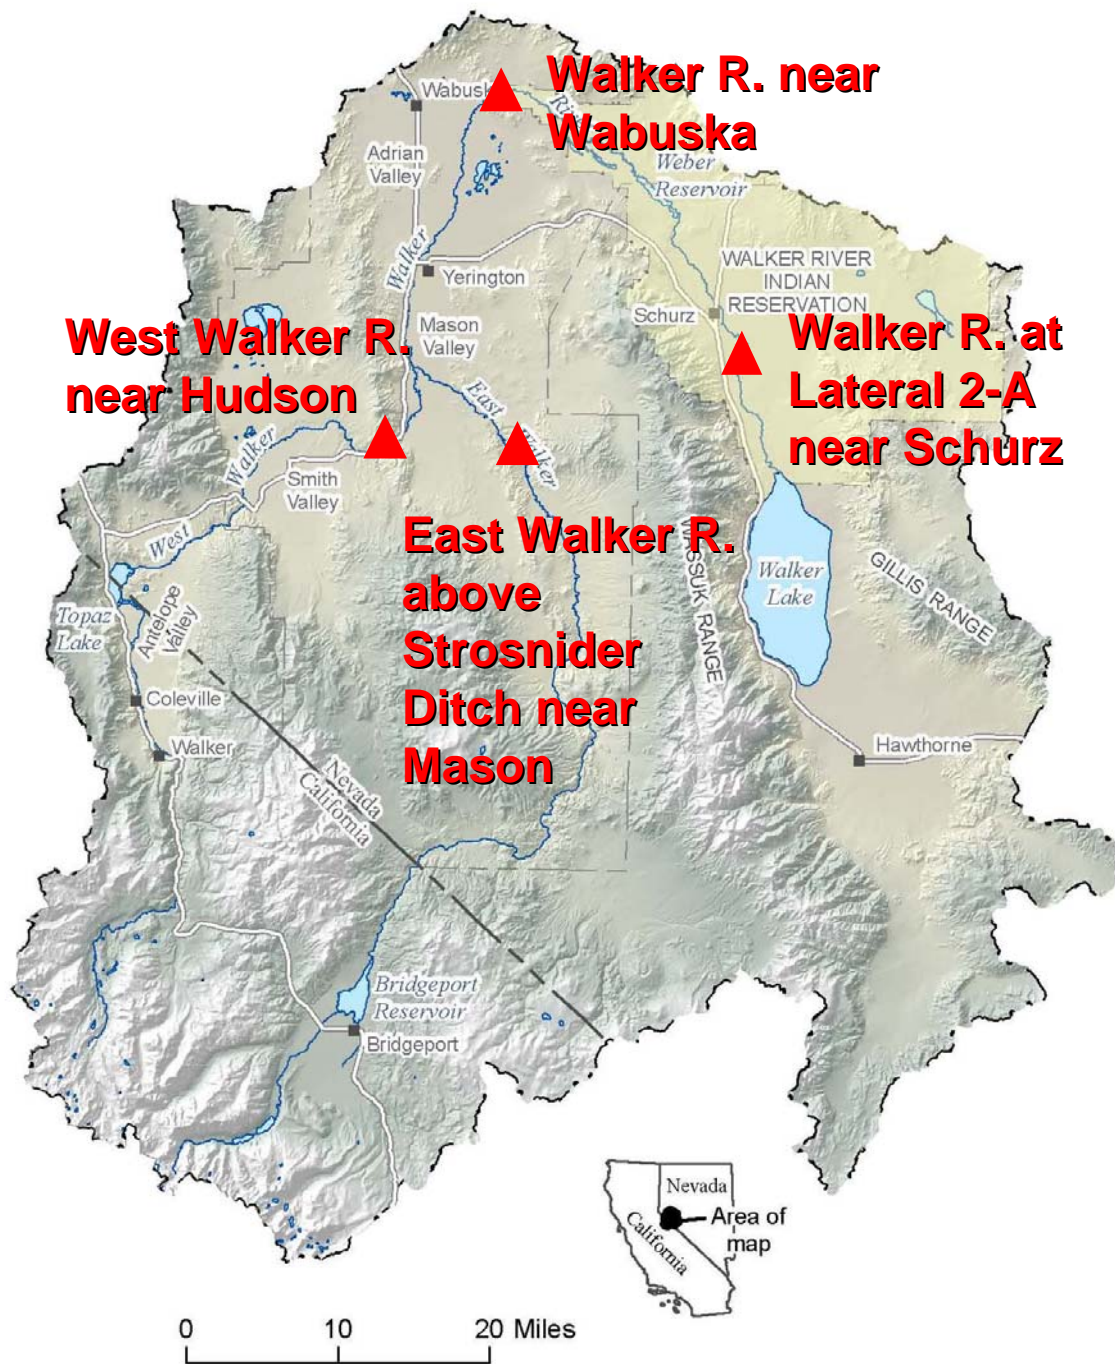 Walker R. near
Wabuska
Wabusk
River
Adrian
Valley
Weber
Reservoir
Walker
Yerington
WALKER RIVER
INDIAN
RESERVATION
Schurz
Mason
Valley
West Walker R.
near Hudson
Walker R. at
Lateral 2-A
near Schurz
East Walker
Walker
Smith
Valley
West
East Walker R.
above
Strosnider
Ditch near
Mason
WASSUK RANGE
Walker
Lake
GILLIS RANGE
Topaz
Lake
Antelope
Valley
Coleville
Walker
Hawthorne
Nevada
California
Bridgeport
Reservoir
Bridgeport
Nevada
California
Area of
map
0 10 20 Miles